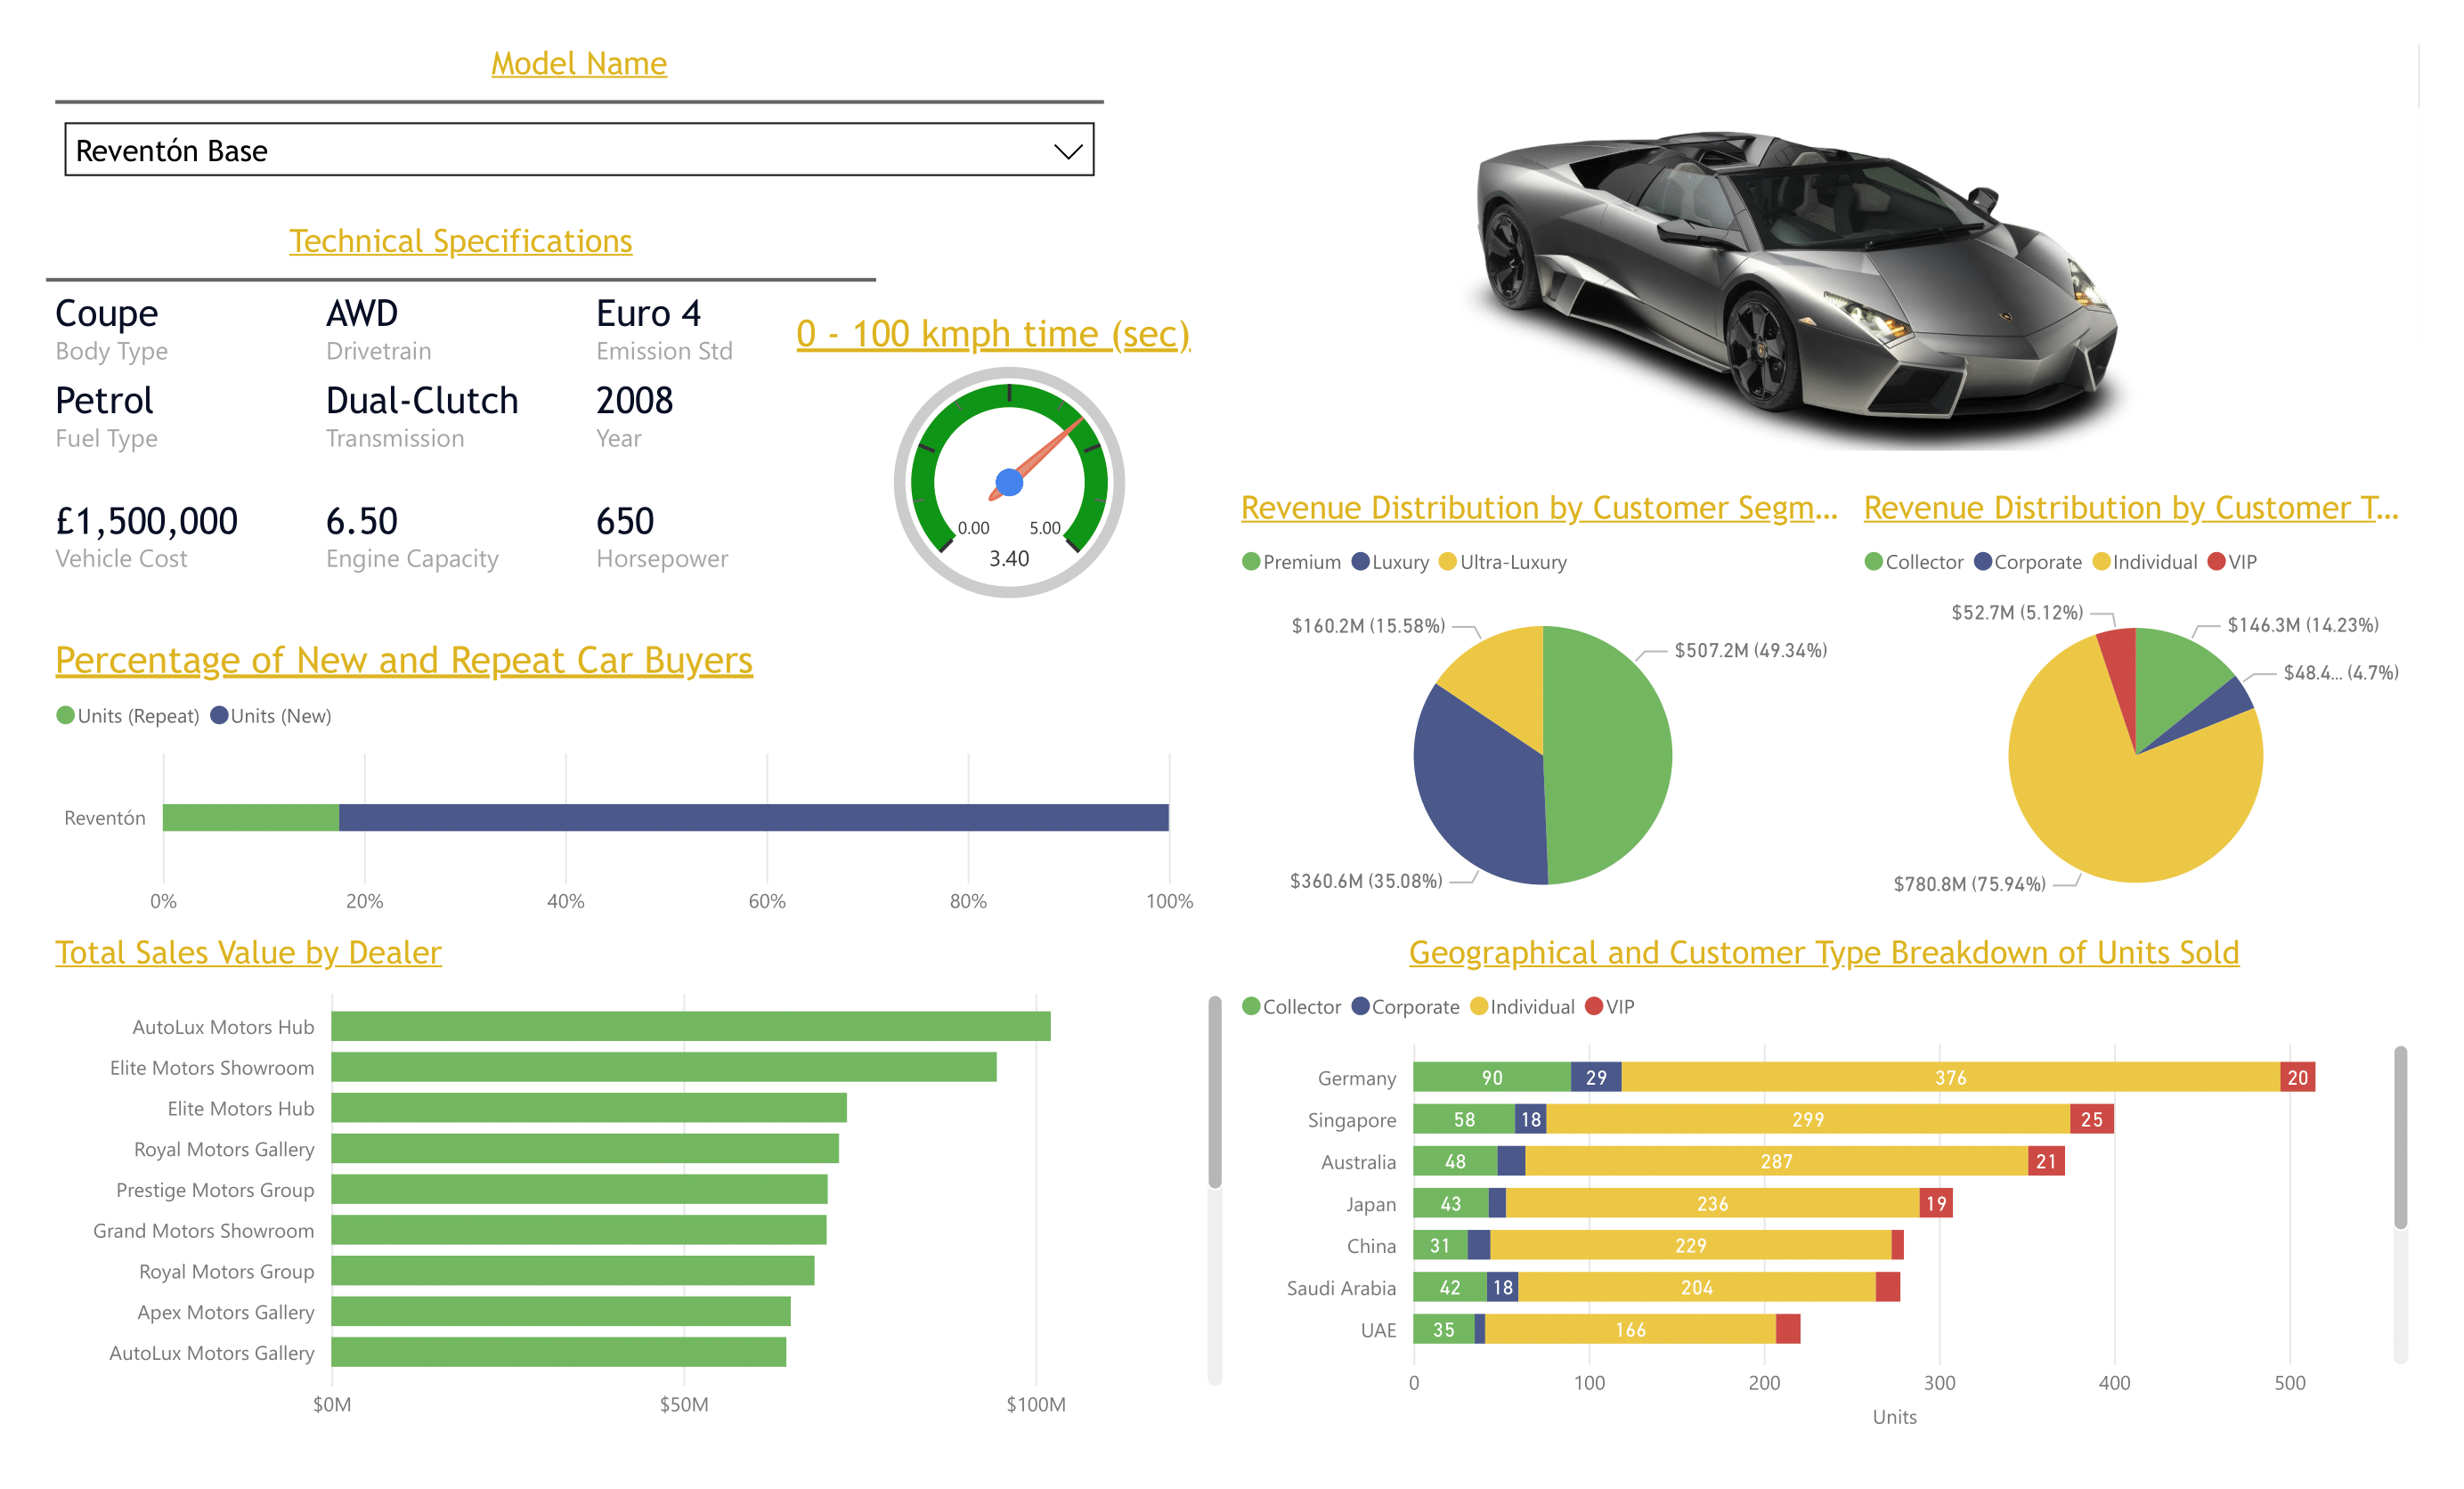 Model Name
Reventón Base
Technical Specifications
Coupe
Body Type
AWD
Drivetrain
Euro 4
Emission Std
Petrol
Fuel Type
Dual-Clutch
Transmission
2008
Year
£1,500,000
Vehicle Cost
6.50
Engine Capacity
650
Horsepower
0 - 100 kmph time (sec)
0.00 5.00
3.40
Revenue Distribution by Customer Segm...
Premium Luxury Ultra-Luxury
$160.2M (15.58%)
$507.2M (49.34%)
$360.6M (35.08%)
Revenue Distribution by Customer T...
Collector Corporate Individual VIP
$52.7M (5.12%)
$146.3M (14.23%)
$48.4... (4.7%)
$780.8M (75.94%)
Percentage of New and Repeat Car Buyers
Units (Repeat) Units (New)
Reventón
0% 20% 40% 60% 80% 100%
Total Sales Value by Dealer
AutoLux Motors Hub
Elite Motors Showroom
Elite Motors Hub
Royal Motors Gallery
Prestige Motors Group
Grand Motors Showroom
Royal Motors Group
Apex Motors Gallery
AutoLux Motors Gallery
$0M $50M $100M
Geographical and Customer Type Breakdown of Units Sold
Collector Corporate Individual VIP
Germany 90 29 376 20
Singapore 58 18 299 25
Australia 48 287 21
Japan 43 236 19
China 31 229
Saudi Arabia 42 18 204
UAE 35 166
0 100 200 300 400 500
Units